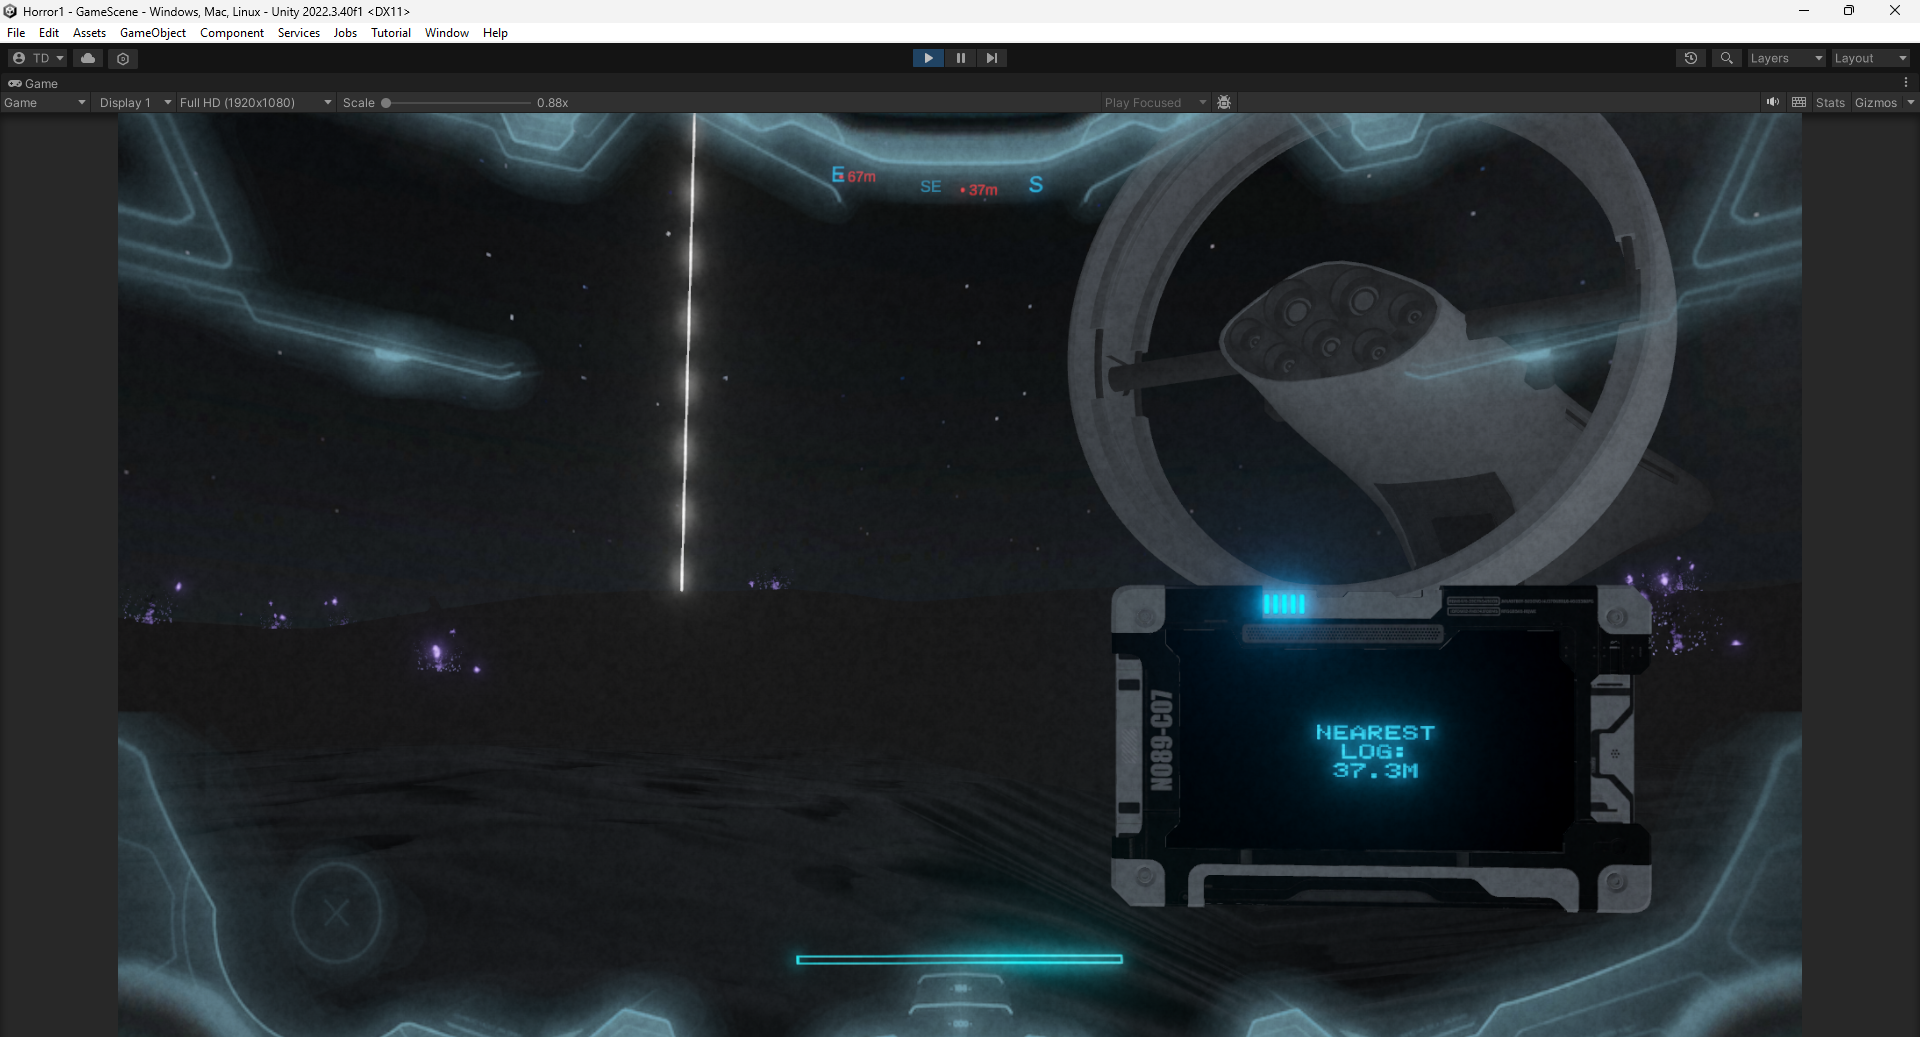 Horror1 - GameScene - Windows, Mac, Linux - Unity 2022.3.40f1 <DX11>
File Edit Assets GameObject Component Services Jobs Tutorial Window Help
TD
Layers
Layout
Game
Game
Display 1
Full HD (1920x1080)
Scale
0.88x
Play Focused
Stats
Gizmos
E
67m
SE
37m
S
N089-C07
NEAREST
LOG:
37.3M